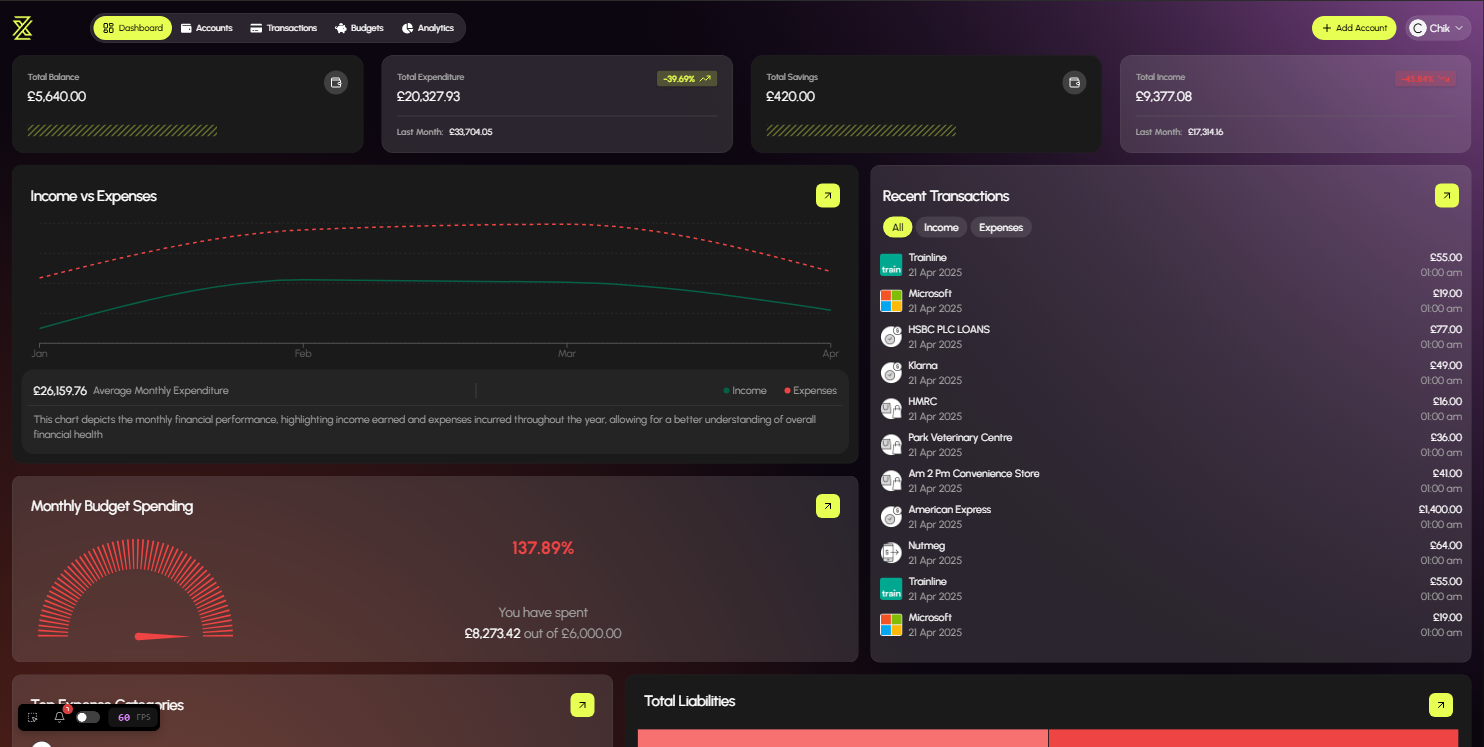 Dashboard
Accounts
Transactions
Budgets
Analytics
Add Account
C
Chik
Total Balance
£5,640.00
Total Expenditure
-39.69%
£20,327.93
Last Month: £33,704.05
Total Savings
£420.00
Total Income
-45.84%
£9,377.08
Last Month: £17,314.16
Income vs Expenses
Jan
Feb
Mar
Apr
£26,159.76 Average Monthly Expenditure
Income
Expenses
This chart depicts the monthly financial performance, highlighting income earned and expenses incurred throughout the year, allowing for a better understanding of overall
financial health
Recent Transactions
All
Income
Expenses
train
Trainline
£55.00
21 Apr 2025
01:00 am
Microsoft
£19.00
21 Apr 2025
01:00 am
HSBC PLC LOANS
£77.00
21 Apr 2025
01:00 am
Klarna
£49.00
21 Apr 2025
01:00 am
HMRC
£16.00
21 Apr 2025
01:00 am
Park Veterinary Centre
£36.00
21 Apr 2025
01:00 am
Am 2 Pm Convenience Store
£41.00
21 Apr 2025
01:00 am
American Express
£1,400.00
21 Apr 2025
01:00 am
Nutmeg
£64.00
21 Apr 2025
01:00 am
train
Trainline
£55.00
21 Apr 2025
01:00 am
Microsoft
£19.00
21 Apr 2025
01:00 am
Monthly Budget Spending
137.89%
You have spent
£8,273.42 out of £6,000.00
Top Expense Categories
1
60 FPS
Total Liabilities